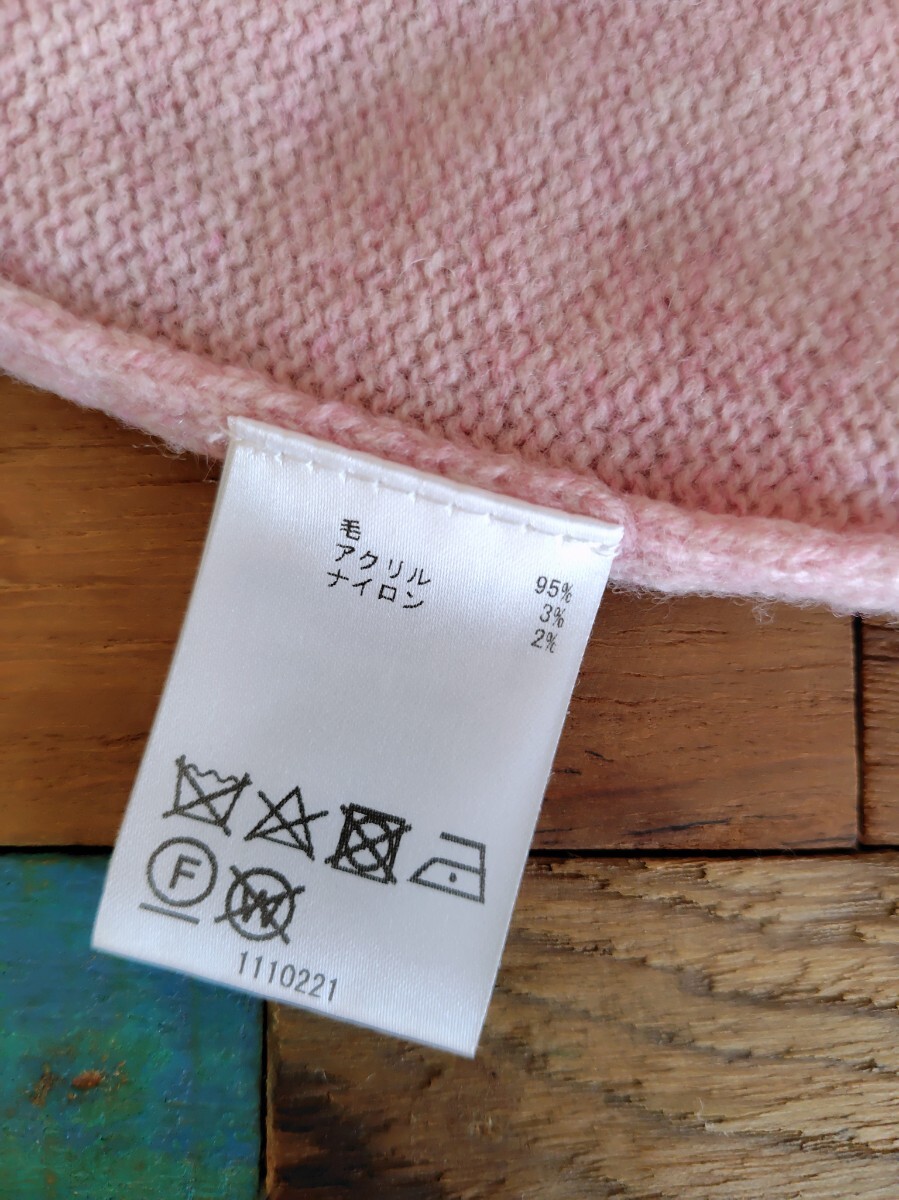 毛 95%
アクリル 3%
ナイロン 2%
F W
1110221